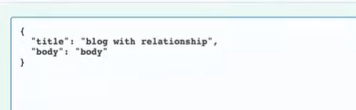 {
"title": "blog with relationship",
"body": "body"
}